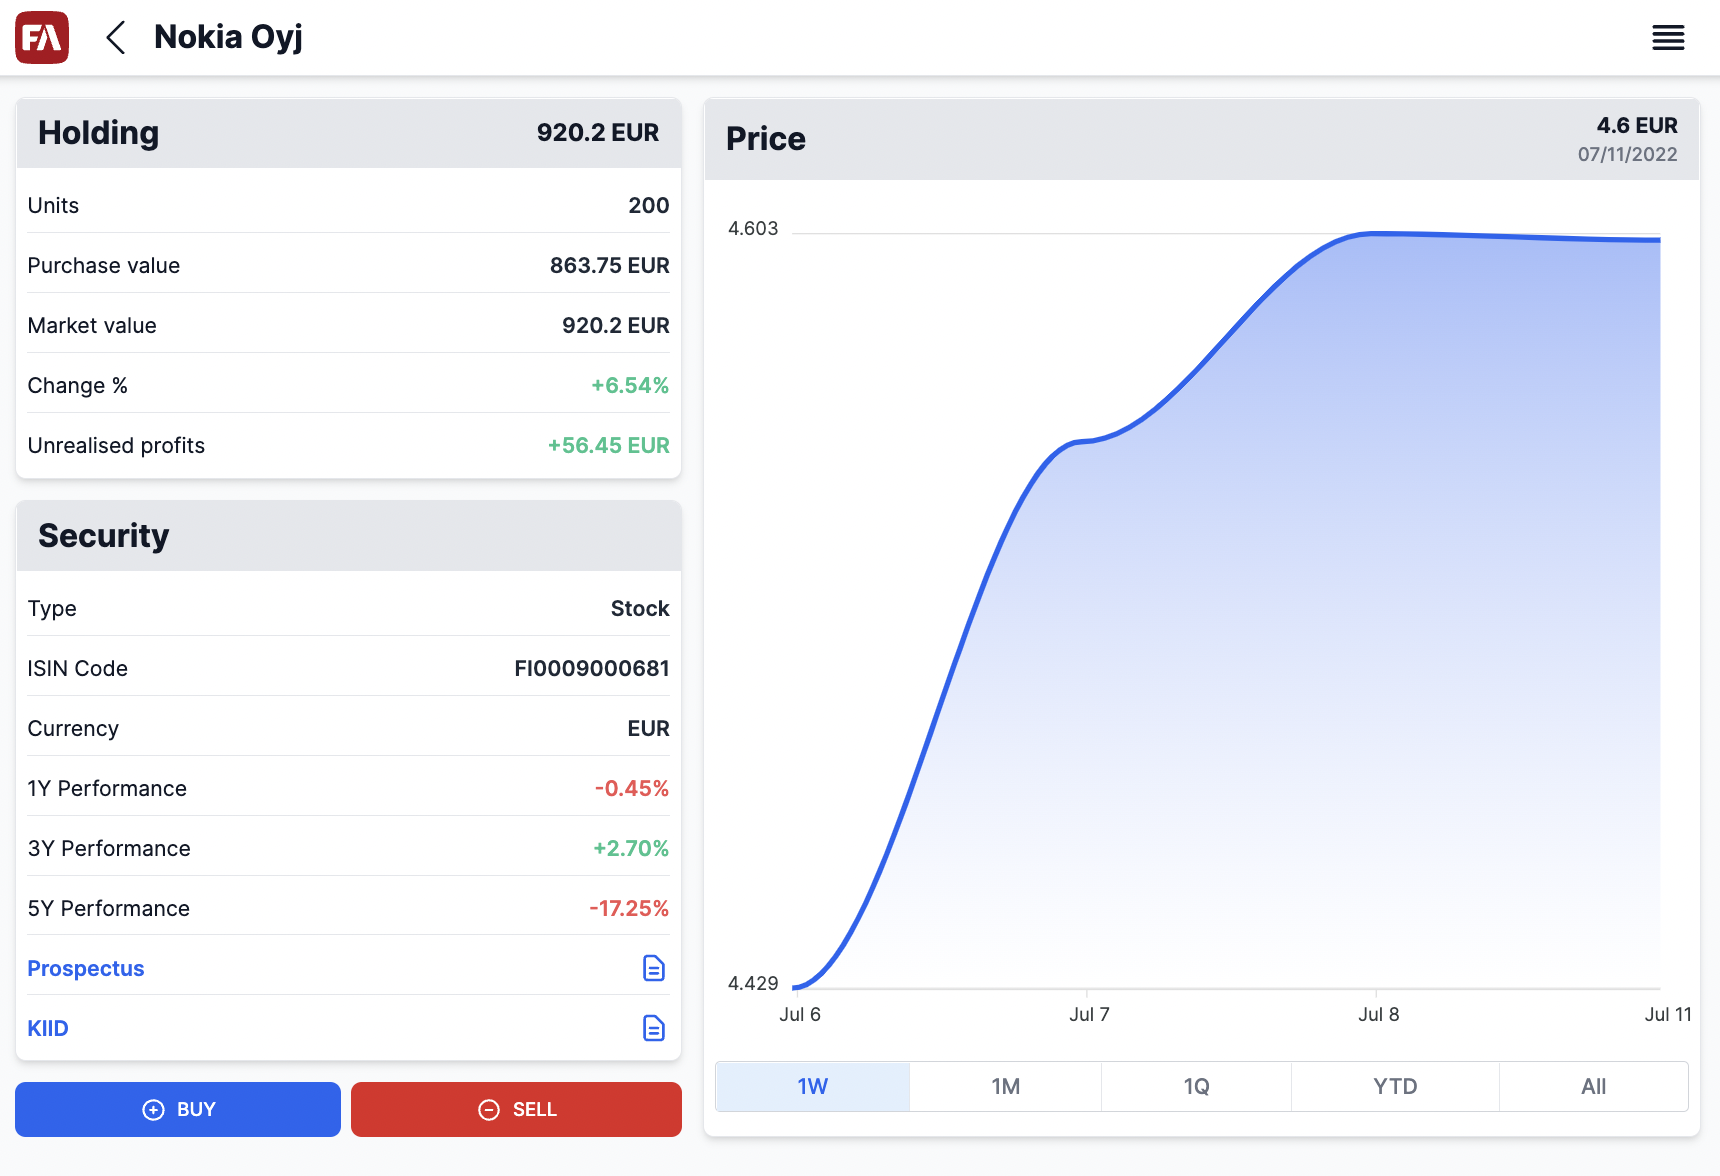 FA
Nokia Oyj
Holding
920.2 EUR
Units
200
Purchase value
863.75 EUR
Market value
920.2 EUR
Change %
+6.54%
Unrealised profits
+56.45 EUR
Security
Type
Stock
ISIN Code
FI0009000681
Currency
EUR
1Y Performance
-0.45%
3Y Performance
+2.70%
5Y Performance
-17.25%
Prospectus
KIID
BUY
SELL
Price
4.6 EUR
07/11/2022
4.603
4.429
Jul 6
Jul 7
Jul 8
Jul 11
1W
1M
1Q
YTD
All